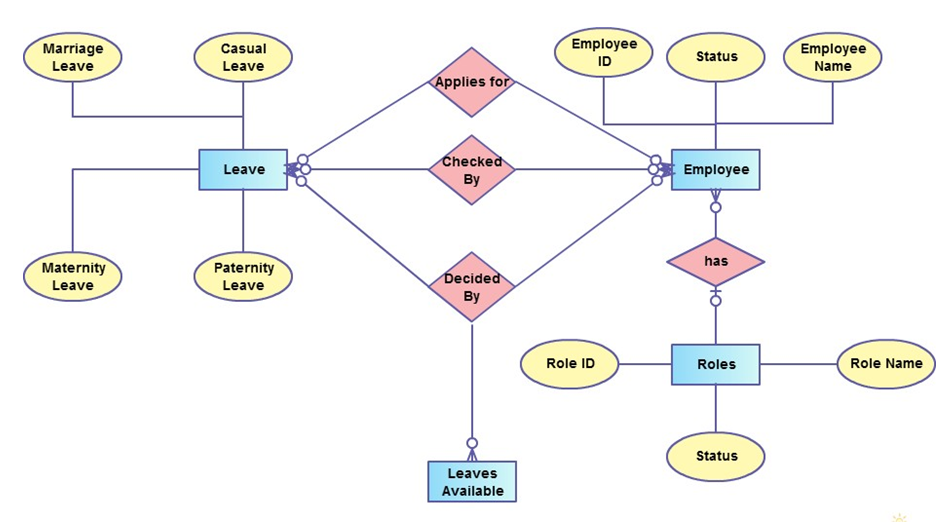 Marriage
Leave
Casual
Leave
Applies for
Employee
ID
Status
Employee
Name
Leave
Checked
By
Employee
Maternity
Leave
Paternity
Leave
Decided
By
has
Role ID
Roles
Role Name
Status
Leaves
Available